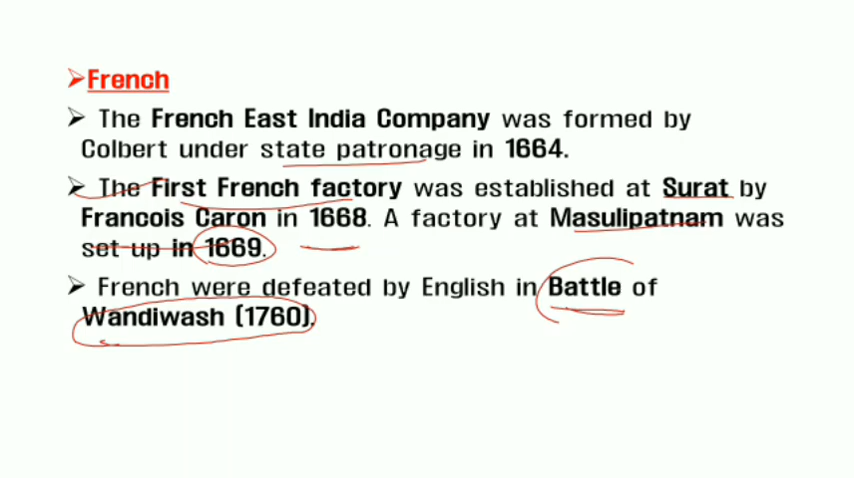 ➢French
➢ The French East India Company was formed by
Colbert under state patronage in 1664.
➢ The First French factory was established at Surat by
Francois Caron in 1668. A factory at Masulipatnam was
set up in 1669.
➢ French were defeated by English in Battle of
Wandiwash (1760).